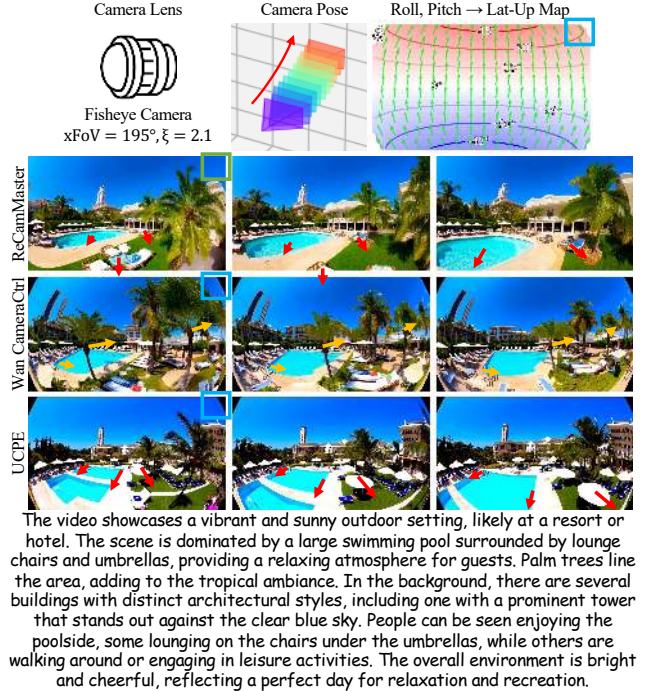 Camera Lens
Camera Pose
Roll, Pitch → Lat-Up Map
Fisheye Camera
xFoV = 195°, ξ = 2.1
ReCamMaster
Wan CameraCtrl
UCPE
The video showcases a vibrant and sunny outdoor setting, likely at a resort or
hotel. The scene is dominated by a large swimming pool surrounded by lounge
chairs and umbrellas, providing a relaxing atmosphere for guests. Palm trees line
the area, adding to the tropical ambiance. In the background, there are several
buildings with distinct architectural styles, including one with a prominent tower
that stands out against the clear blue sky. People can be seen enjoying the
poolside, some lounging on the chairs under the umbrellas, while others are
walking around or engaging in leisure activities. The overall environment is bright
and cheerful, reflecting a perfect day for relaxation and recreation.